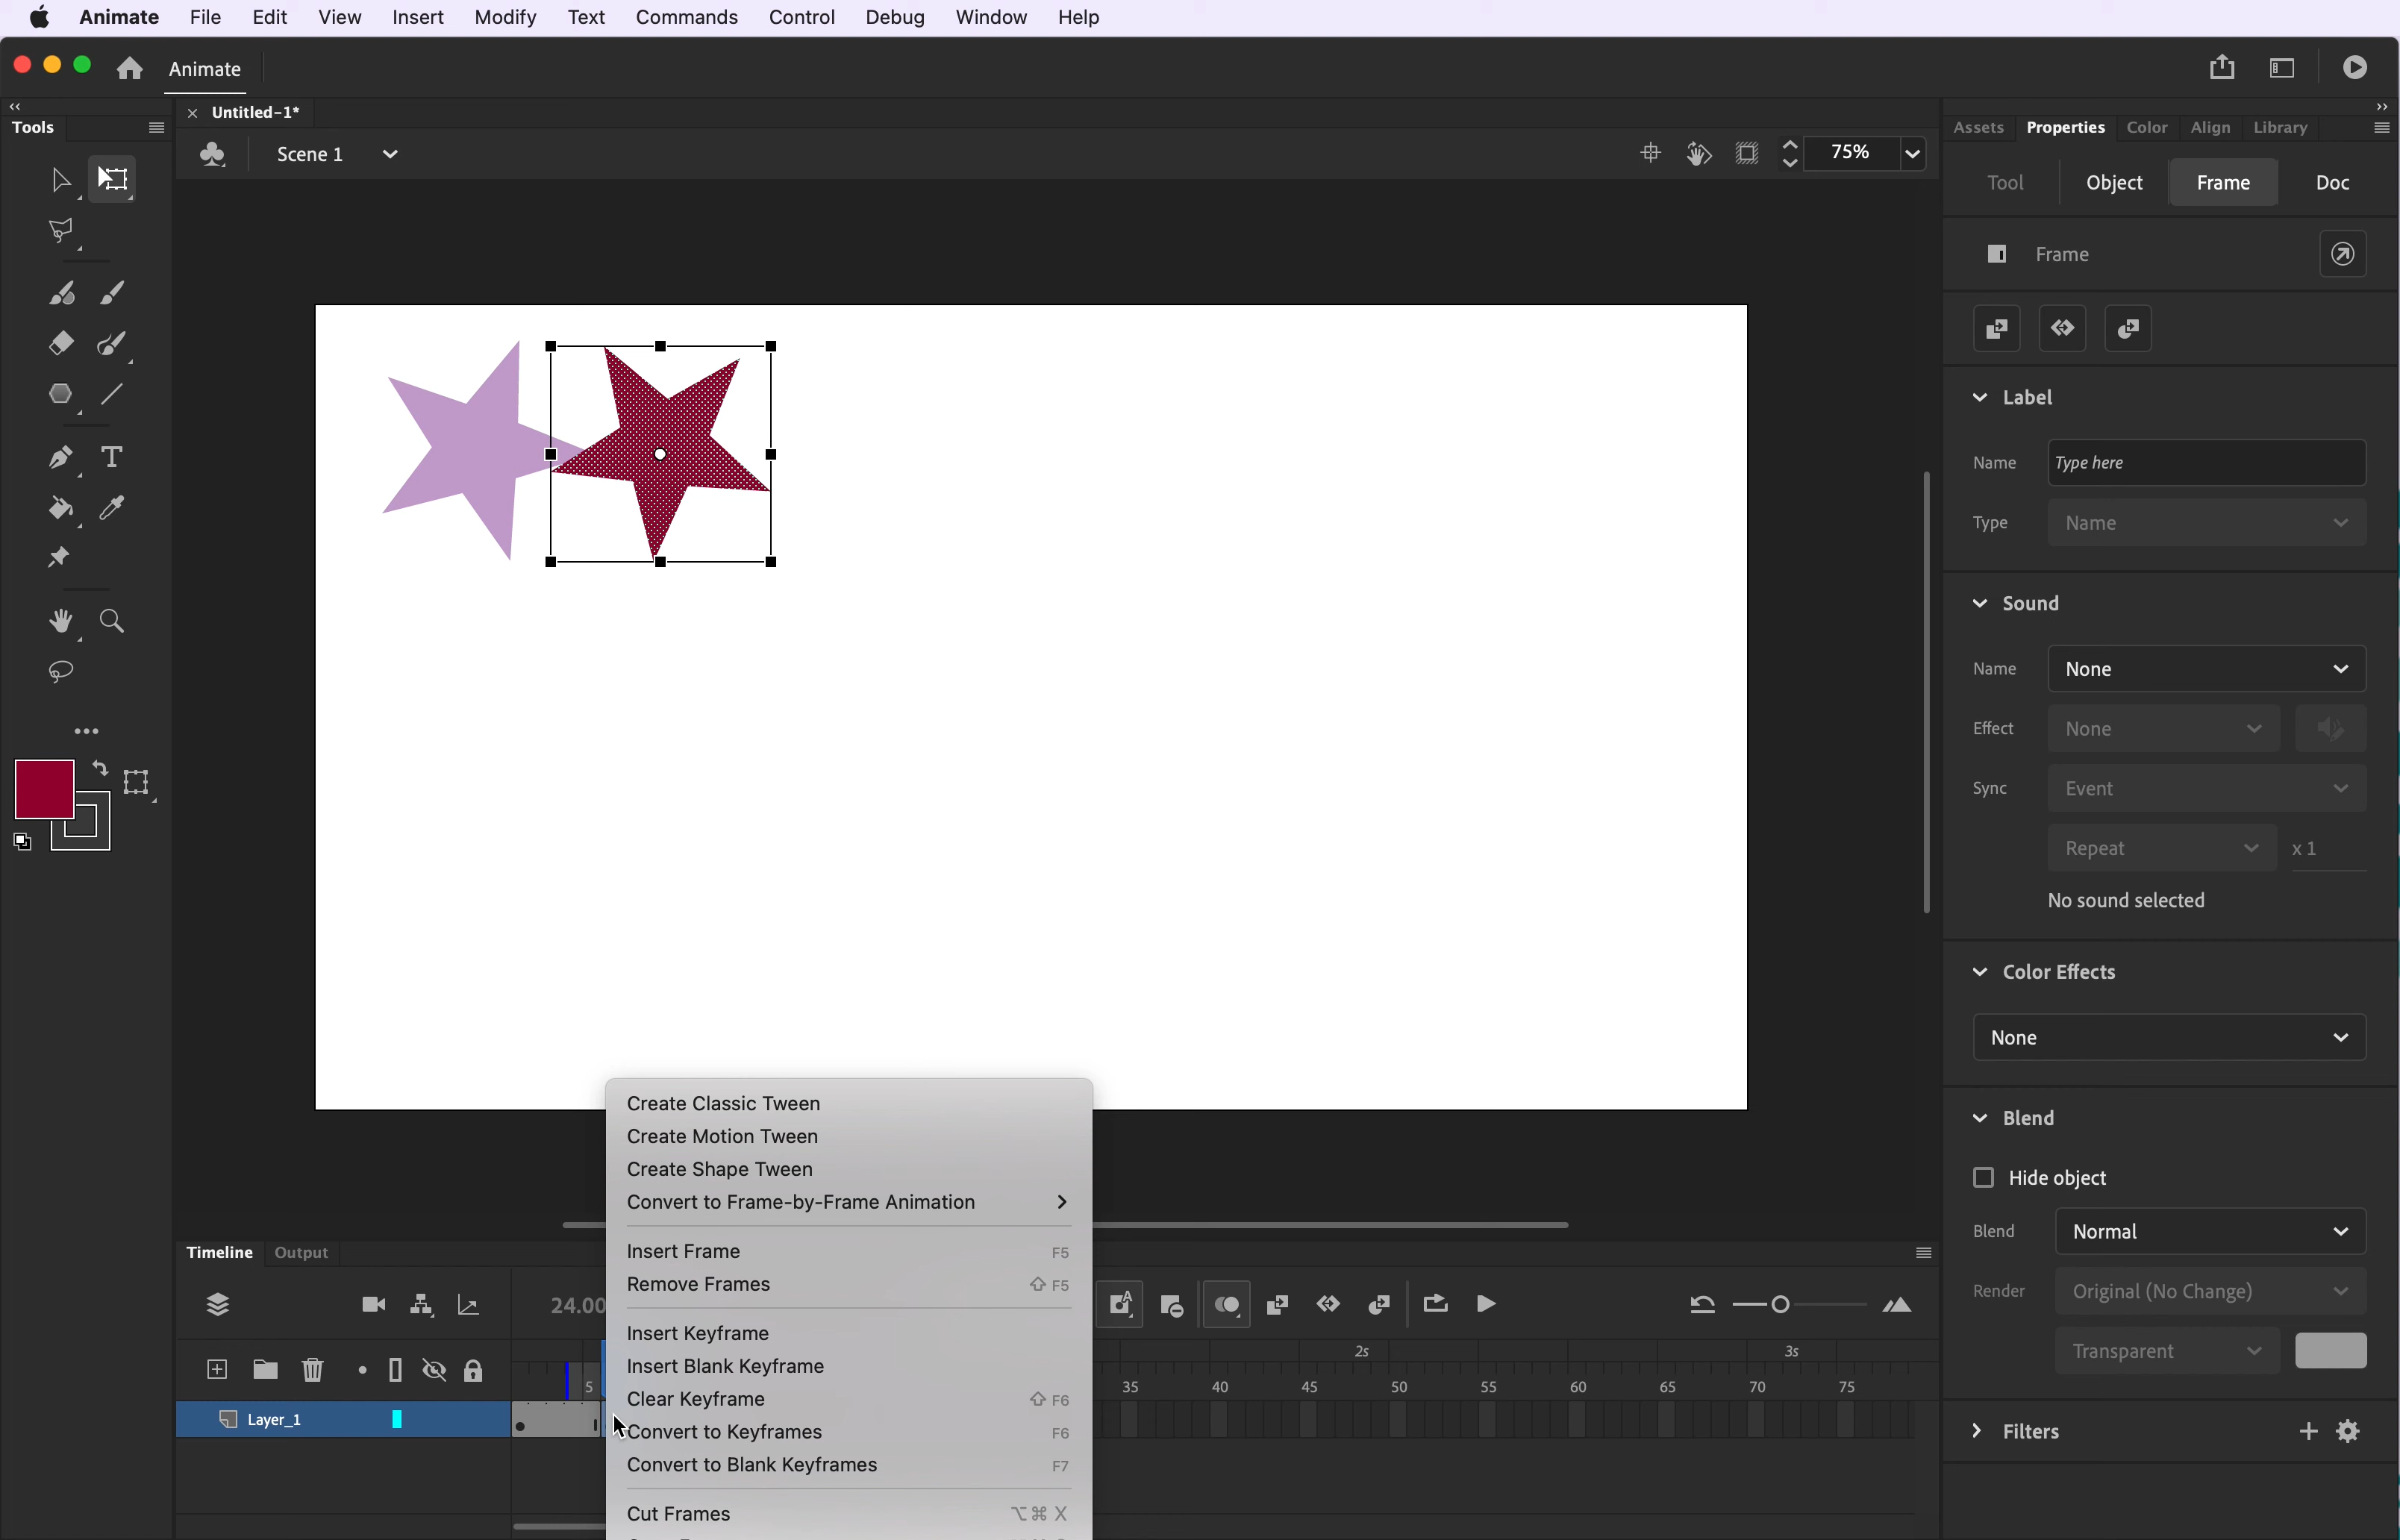 Animate File Edit View Insert Modify Text Commands Control Debug Window Help
Animate
Tools
Untitled-1*
Scene 1
75%
Assets Properties Color Align Library
Tool Object Frame Doc
Frame
Label
Name Type here
Type Name
Sound
Name None
Effect None
Sync Event
Repeat x 1
No sound selected
Color Effects
None
Blend
Hide object
Blend Normal
Render Original (No Change)
Transparent
Filters
T
Create Classic Tween
Create Motion Tween
Create Shape Tween
Convert to Frame-by-Frame Animation
Insert Frame F5
Remove Frames ⇧ F5
Insert Keyframe
Insert Blank Keyframe
Clear Keyframe ⇧ F6
Convert to Keyframes F6
Convert to Blank Keyframes F7
Cut Frames ⌥⌘ X
Timeline Output
24.00
2s 3s
5 35 40 45 50 55 60 65 70 75
Layer_1